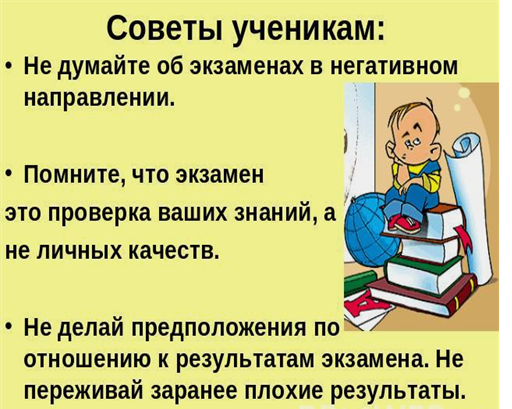 Советы ученикам:
• Не думайте об экзаменах в негативном
направлении.
• Помните, что экзамен
это проверка ваших знаний, а
не личных качеств.
• Не делай предположения по
отношению к результатам экзамена. Не
переживай заранее плохие результаты.